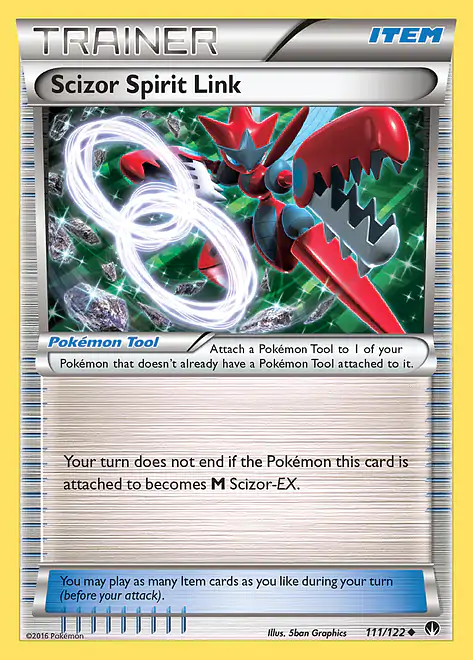 TRAINER
ITEM
Scizor Spirit Link
Pokémon Tool
Attach a Pokémon Tool to 1 of your
Pokémon that doesn't already have a Pokémon Tool attached to it.
Your turn does not end if the Pokémon this card is
attached to becomes M Scizor-EX.
You may play as many Item cards as you like during your turn
(before your attack).
©2016 Pokémon
Illus. 5ban Graphics
111/122